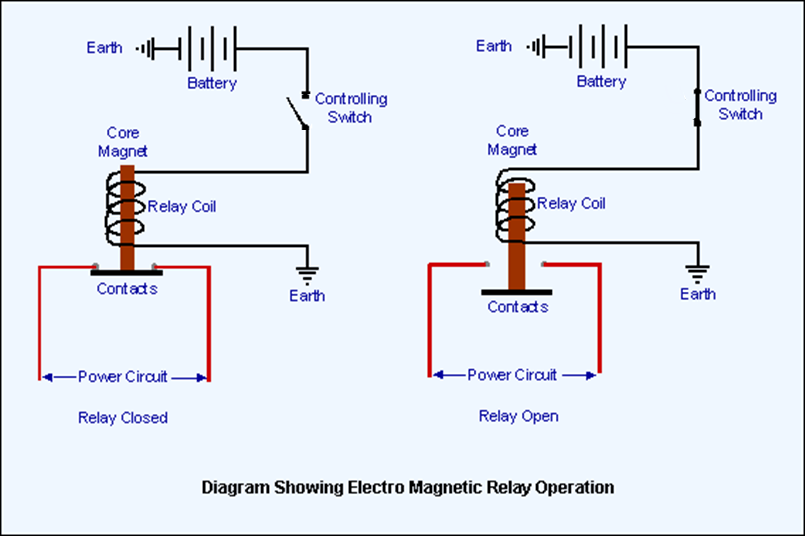 Earth
Battery
Controlling
Switch
Core
Magnet
Relay Coil
Earth
Contacts
Power Circuit
Relay Closed
Earth
Battery
Controlling
Switch
Core
Magnet
Relay Coil
Earth
Contacts
Power Circuit
Relay Open
Diagram Showing Electro Magnetic Relay Operation